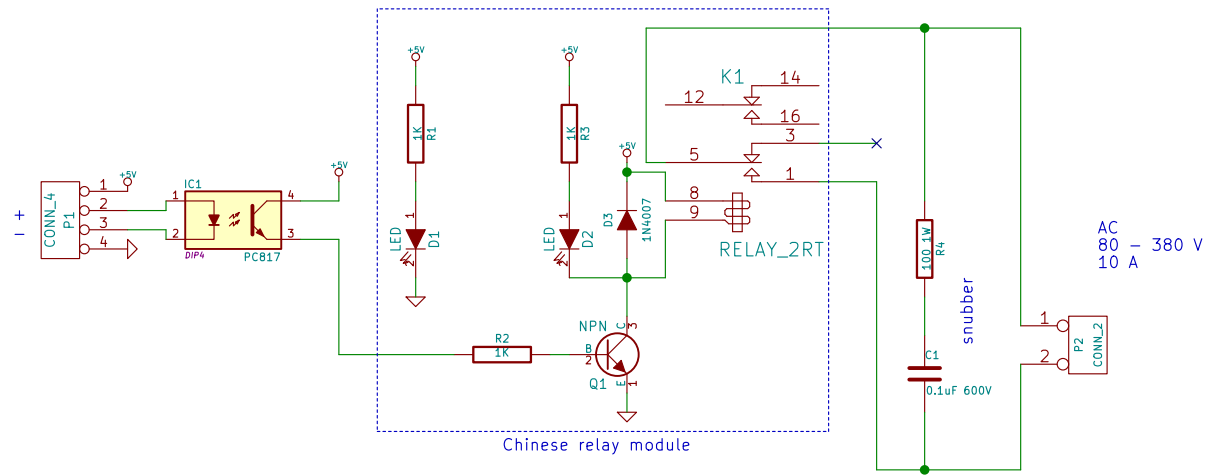 +5V
+5V
K1
14
12
16
1K
R1
1K
R3
3
+5V
5
+5V
+5V
1
IC1
1
4
8
1
2
+
CONN_4
P1
3
−
4
2
3
DIP4
PC817
9
D3
1N4007
LED
1
D1
2
LED
1
D2
2
RELAY_2RT
100 1W
R4
AC
80 – 380 V
10 A
snubber
NPN
C
3
R2
1K
B
2
Q1
E
1
1
P2
CONN_2
2
C1
0.1uF 600V
Chinese relay module